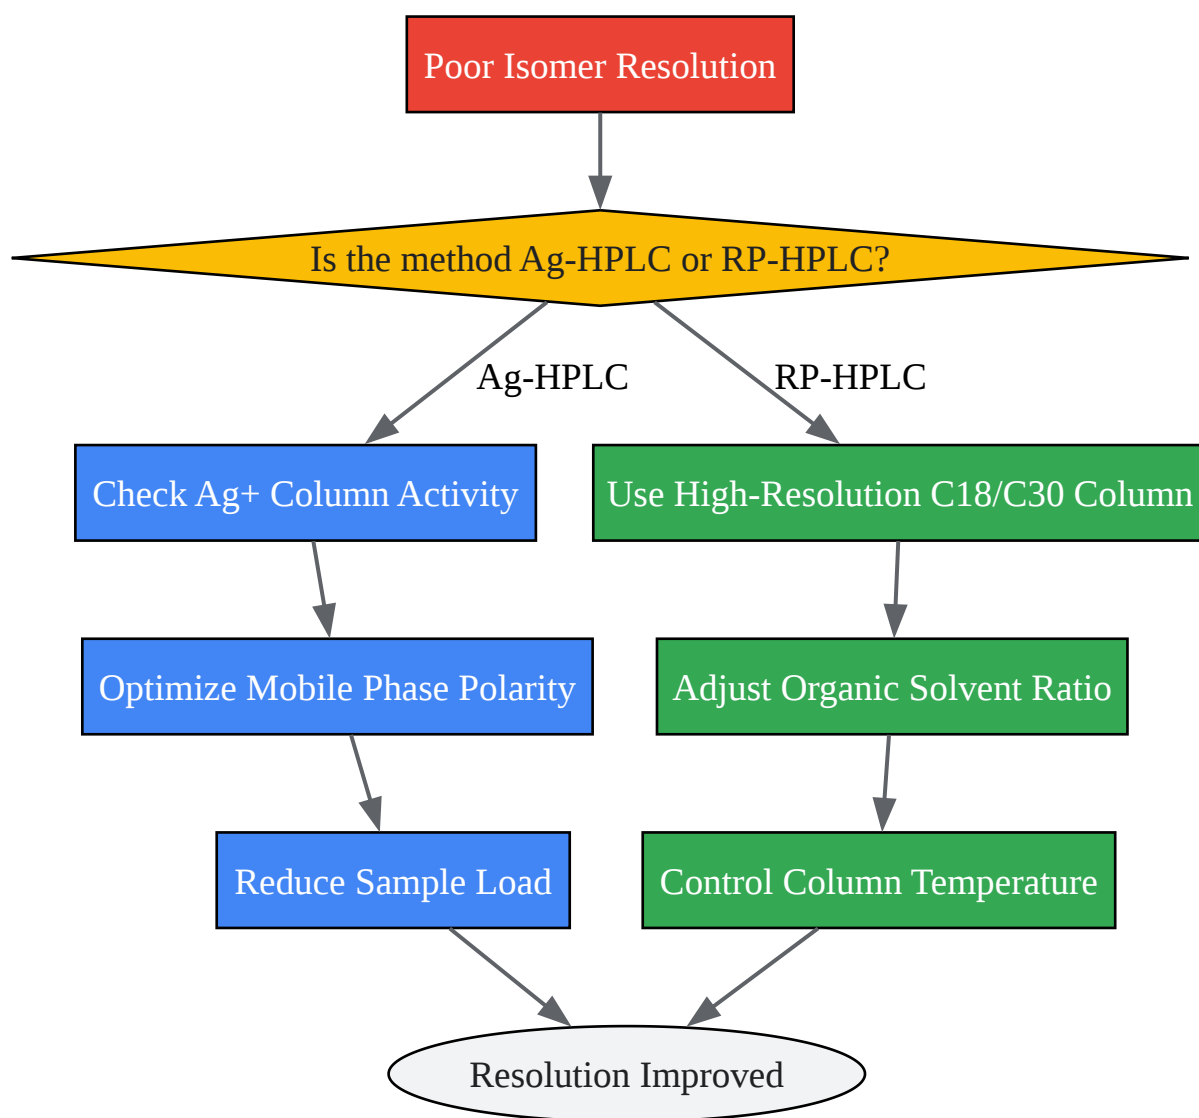 Poor Isomer Resolution
Is the method Ag-HPLC or RP-HPLC?
Ag-HPLC
RP-HPLC
Check Ag+ Column Activity
Use High-Resolution C18/C30 Column
Optimize Mobile Phase Polarity
Adjust Organic Solvent Ratio
Reduce Sample Load
Control Column Temperature
Resolution Improved